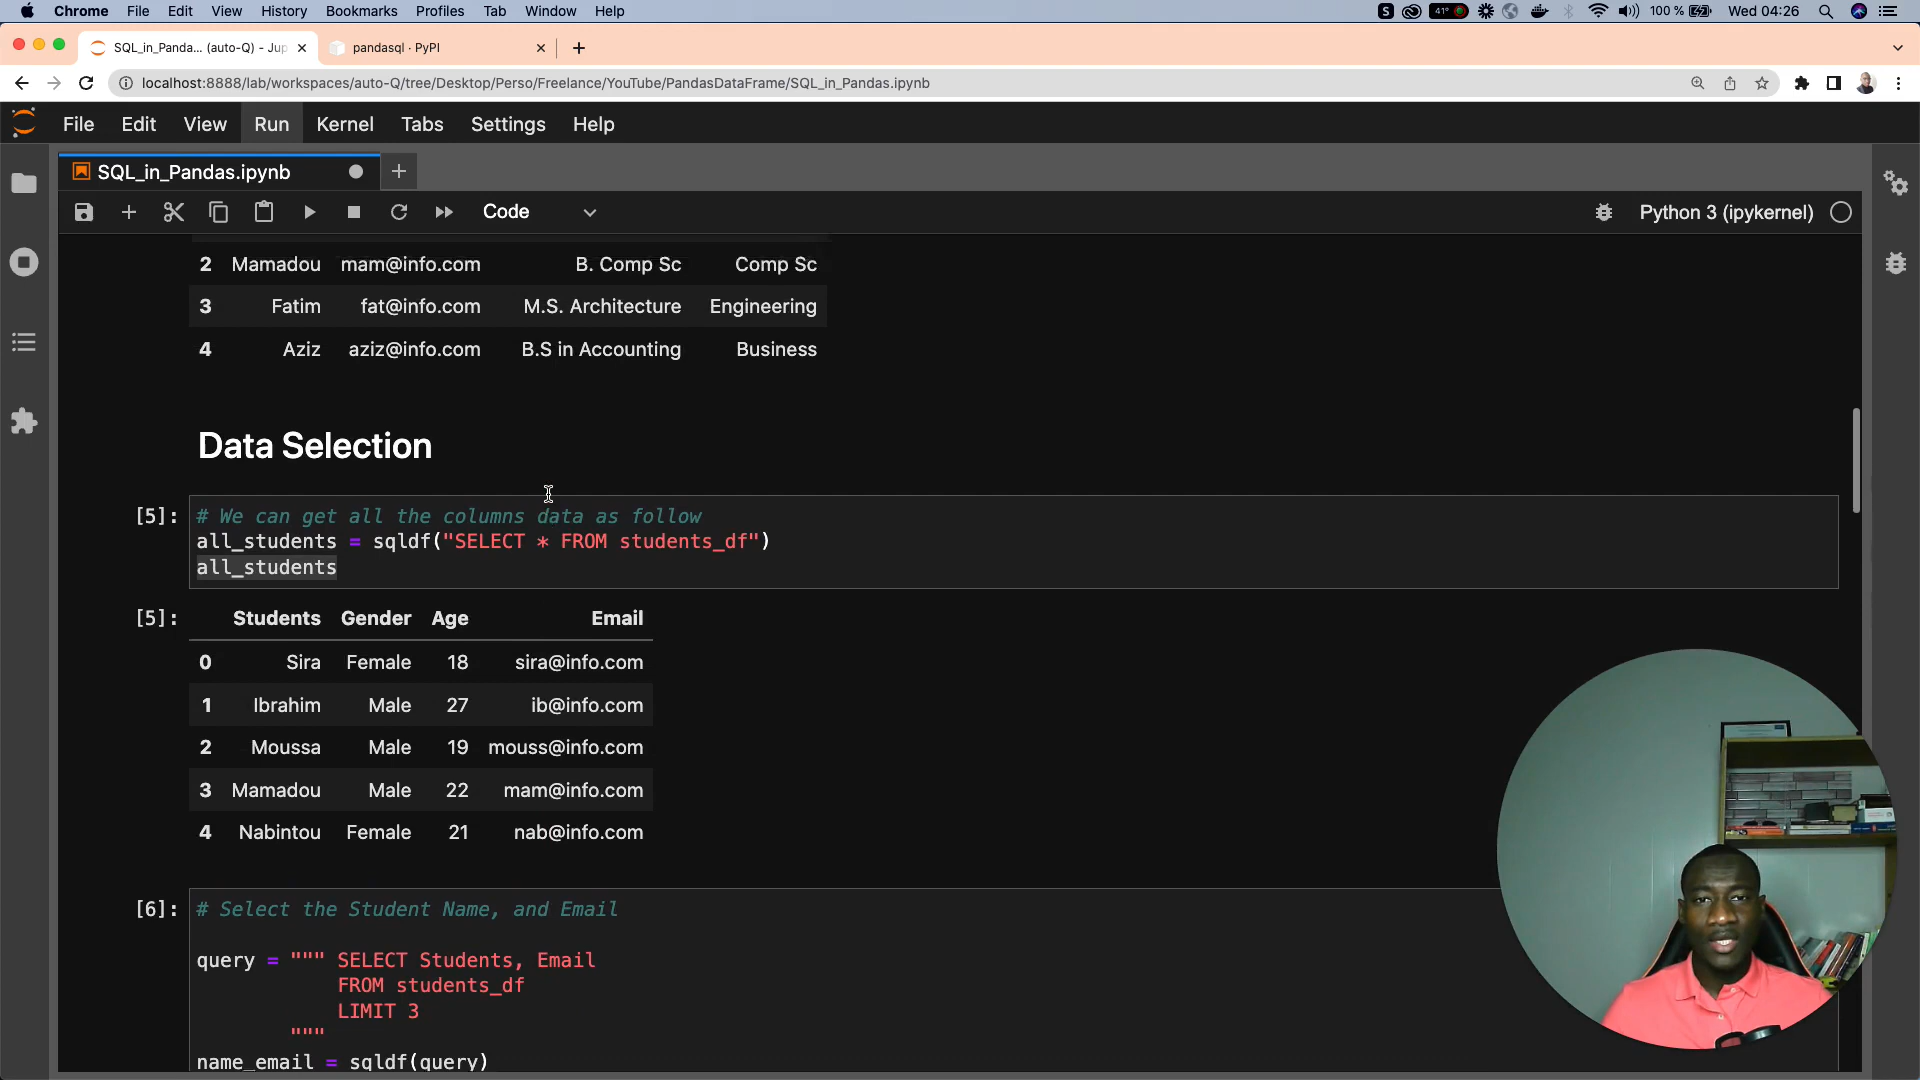 Chrome File Edit View History Bookmarks Profiles Tab Window Help 41° 100 % Wed 04:26
SQL_in_Panda... (auto-Q) - Jup pandasql · PyPI
localhost:8888/lab/workspaces/auto-Q/tree/Desktop/Perso/Freelance/YouTube/PandasDataFrame/SQL_in_Pandas.ipynb
File Edit View Run Kernel Tabs Settings Help
SQL_in_Pandas.ipynb
Code Python 3 (ipykernel)
2 Mamadou mam@info.com B. Comp Sc Comp Sc
3 Fatim fat@info.com M.S. Architecture Engineering
4 Aziz aziz@info.com B.S in Accounting Business
Data Selection
[5]: # We can get all the columns data as follow
all_students = sqldf("SELECT * FROM students_df")
all_students
[5]: Students Gender Age Email
0 Sira Female 18 sira@info.com
1 Ibrahim Male 27 ib@info.com
2 Moussa Male 19 mouss@info.com
3 Mamadou Male 22 mam@info.com
4 Nabintou Female 21 nab@info.com
[6]: # Select the Student Name, and Email
query = """ SELECT Students, Email
FROM students_df
LIMIT 3
"""
name_email = sqldf(query)